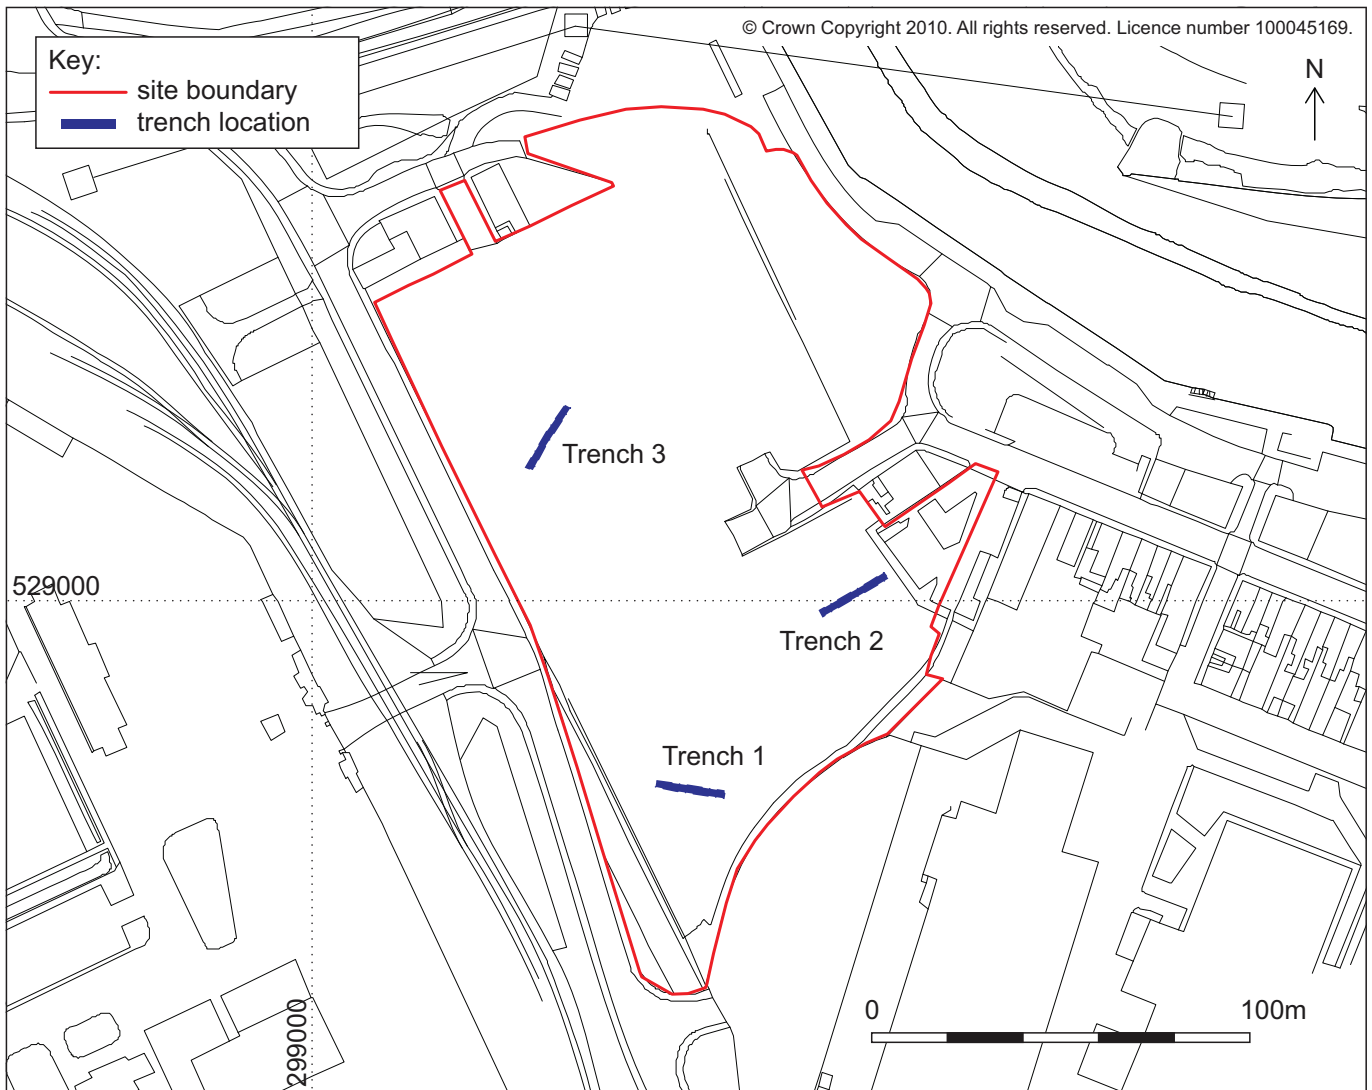 © Crown Copyright 2010. All rights reserved. Licence number 100045169.
Key:
site boundary
trench location
N
Trench 3
529000
Trench 2
Trench 1
0 100m
299000